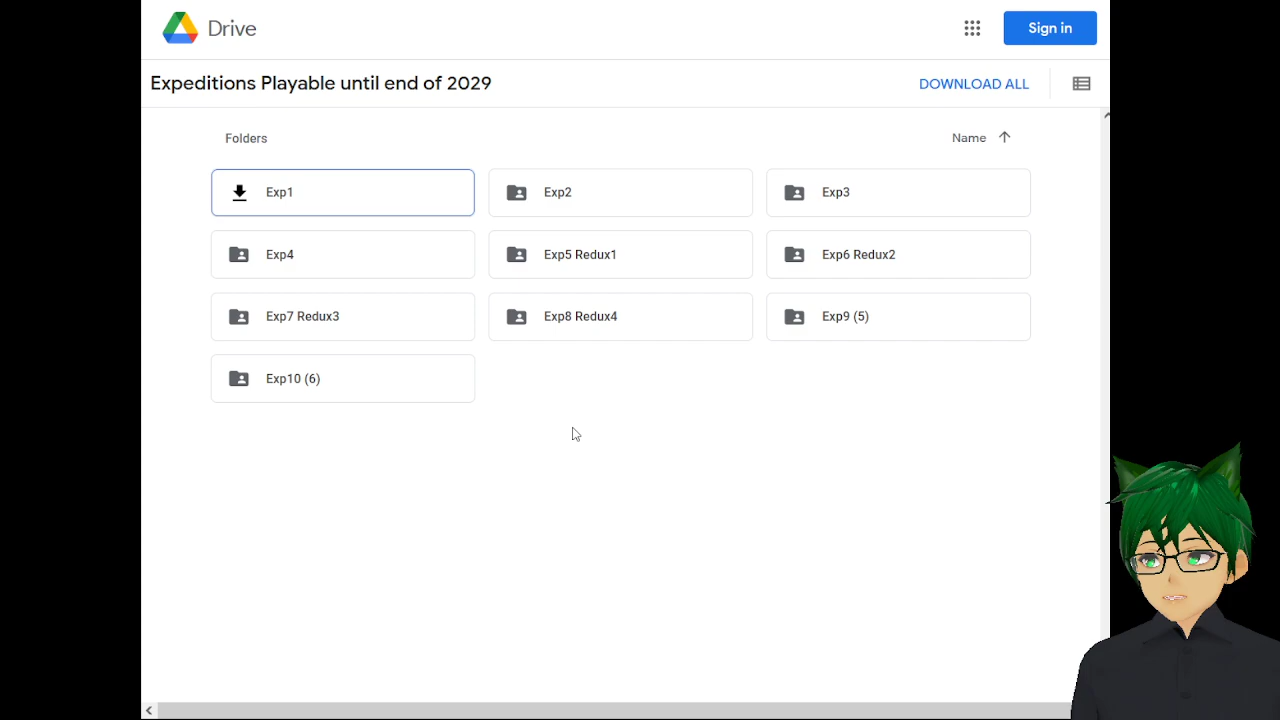 Drive
Sign in
Expeditions Playable until end of 2029
DOWNLOAD ALL
Folders
Name
Exp1
Exp2
Exp3
Exp4
Exp5 Redux1
Exp6 Redux2
Exp7 Redux3
Exp8 Redux4
Exp9 (5)
Exp10 (6)